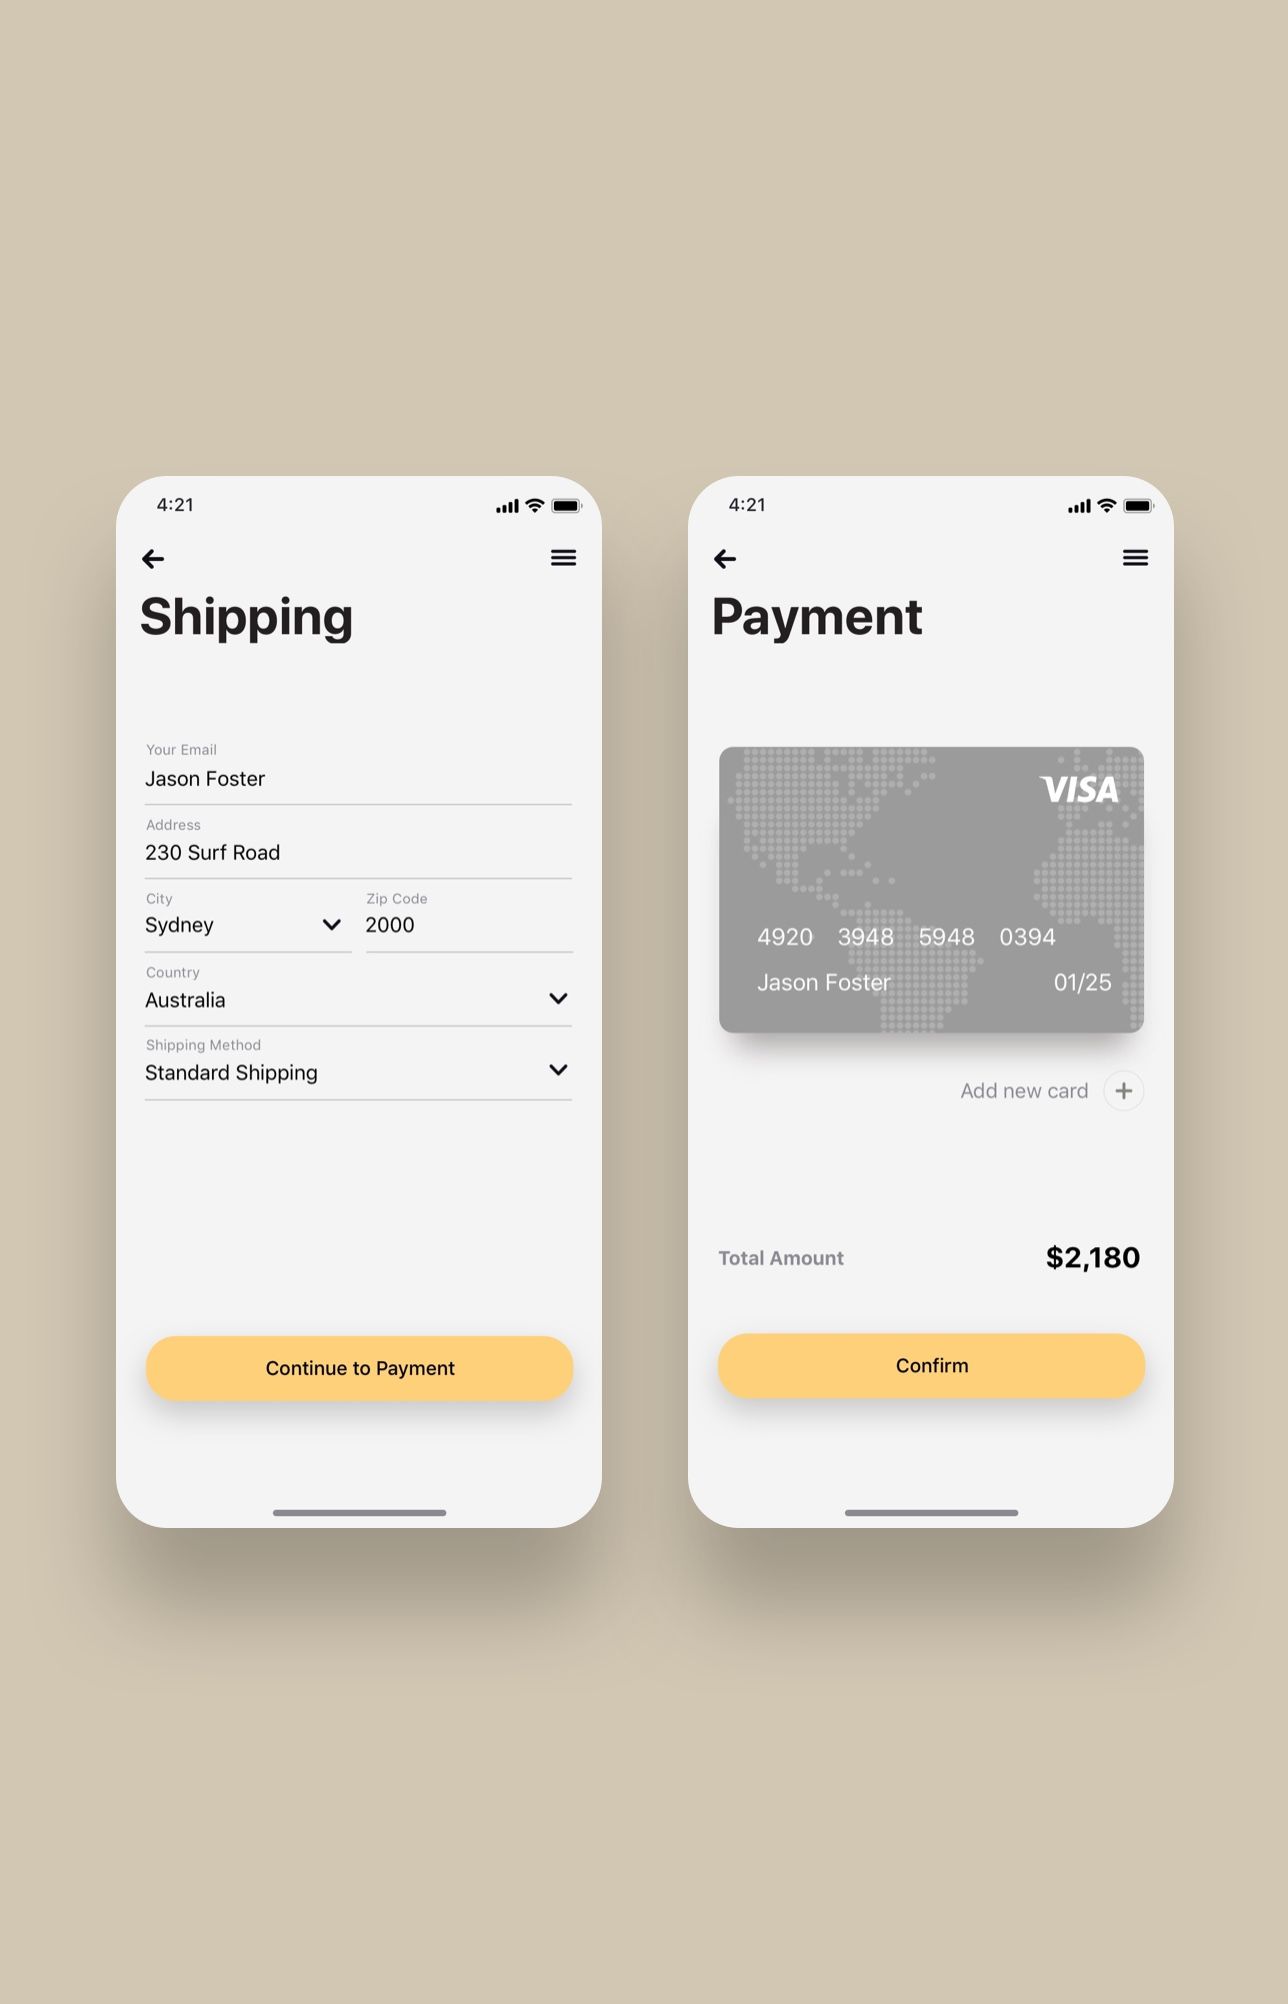 4:21
Shipping
Your Email
Jason Foster
Address
230 Surf Road
City
Zip Code
Sydney
2000
Country
Australia
Shipping Method
Standard Shipping
Continue to Payment
4:21
Payment
VISA
4920 3948 5948 0394
Jason Foster 01/25
Add new card
Total Amount $2,180
Confirm